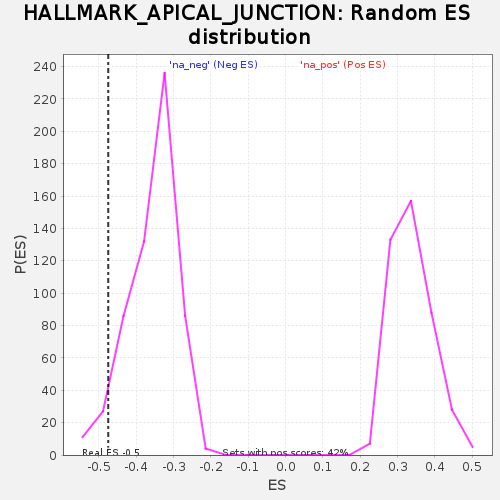 HALLMARK_APICAL_JUNCTION: Random ES
distribution
'na_neg' (Neg ES) 'na_pos' (Pos ES)
240
220
200
180
160
140
120
100
80
60
40
20
0
P(ES)
Real ES -0.5 Sets with pos scores: 42%
-0.5 -0.4 -0.3 -0.2 -0.1 0.0 0.1 0.2 0.3 0.4 0.5
ES